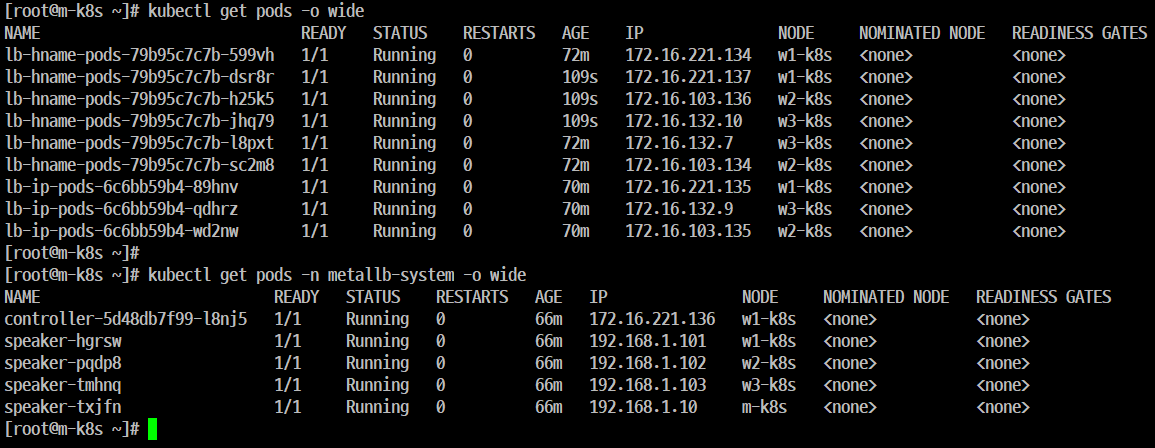 [root@m-k8s ~]# kubectl get pods -o wide
NAME                             READY   STATUS    RESTARTS   AGE    IP               NODE     NOMINATED NODE   READINESS GATES
lb-hname-pods-79b95c7c7b-599vh   1/1     Running   0          72m    172.16.221.134   w1-k8s   <none>           <none>
lb-hname-pods-79b95c7c7b-dsr8r   1/1     Running   0          109s   172.16.221.137   w1-k8s   <none>           <none>
lb-hname-pods-79b95c7c7b-h25k5   1/1     Running   0          109s   172.16.103.136   w2-k8s   <none>           <none>
lb-hname-pods-79b95c7c7b-jhq79   1/1     Running   0          109s   172.16.132.10    w3-k8s   <none>           <none>
lb-hname-pods-79b95c7c7b-l8pxt   1/1     Running   0          72m    172.16.132.7     w3-k8s   <none>           <none>
lb-hname-pods-79b95c7c7b-sc2m8   1/1     Running   0          72m    172.16.103.134   w2-k8s   <none>           <none>
lb-ip-pods-6c6bb59b4-89hnv       1/1     Running   0          70m    172.16.221.135   w1-k8s   <none>           <none>
lb-ip-pods-6c6bb59b4-qdhrz       1/1     Running   0          70m    172.16.132.9     w3-k8s   <none>           <none>
lb-ip-pods-6c6bb59b4-wd2nw       1/1     Running   0          70m    172.16.103.135   w2-k8s   <none>           <none>
[root@m-k8s ~]#
[root@m-k8s ~]# kubectl get pods -n metallb-system -o wide
NAME                          READY   STATUS    RESTARTS   AGE   IP               NODE     NOMINATED NODE   READINESS GATES
controller-5d48db7f99-l8nj5   1/1     Running   0          66m   172.16.221.136   w1-k8s   <none>           <none>
speaker-hgrsw                 1/1     Running   0          66m   192.168.1.101    w1-k8s   <none>           <none>
speaker-pqdp8                 1/1     Running   0          66m   192.168.1.102    w2-k8s   <none>           <none>
speaker-tmhnq                 1/1     Running   0          66m   192.168.1.103    w3-k8s   <none>           <none>
speaker-txjfn                 1/1     Running   0          66m   192.168.1.10     m-k8s    <none>           <none>
[root@m-k8s ~]#